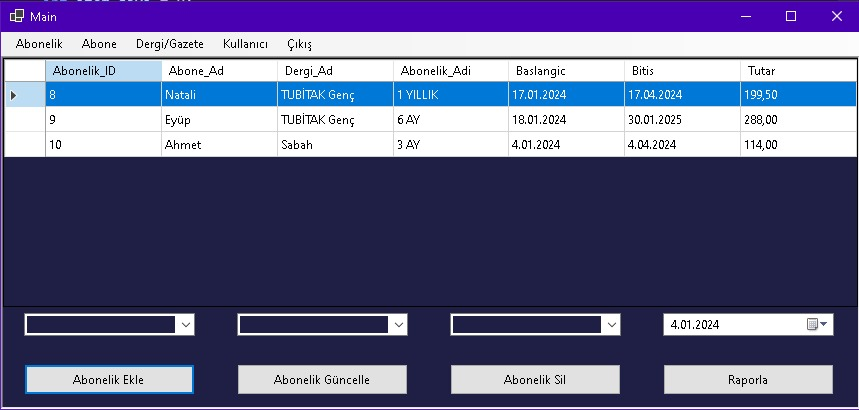 Main
Abonelik Abone Dergi/Gazete Kullanıcı Çıkış
Abonelik_ID Abone_Ad Dergi_Ad Abonelik_Adi Baslangic Bitis Tutar
8 Natali TUBİTAK Genç 1 YILLIK 17.01.2024 17.04.2024 199,50
9 Eyüp TUBİTAK Genç 6 AY 18.01.2024 30.01.2025 288,00
10 Ahmet Sabah 3 AY 4.01.2024 4.04.2024 114,00
4.01.2024
Abonelik Ekle Abonelik Güncelle Abonelik Sil Raporla